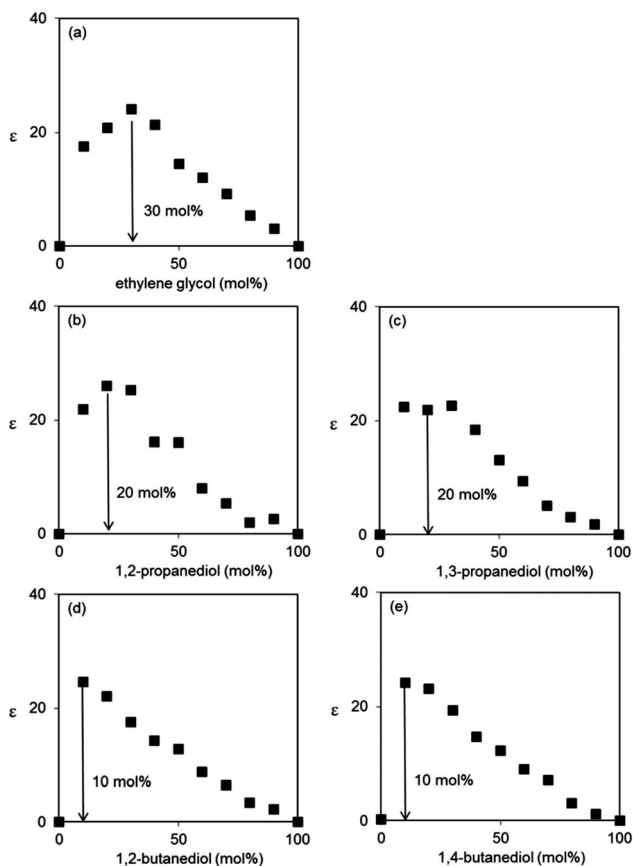 (a)
40
20
ε
30 mol%
0
0 50 100
ethylene glycol (mol%)
(b)
40
20
ε
20 mol%
0
0 50 100
1,2-propanediol (mol%)
(c)
40
20
ε
20 mol%
0
0 50 100
1,3-propanediol (mol%)
(d)
40
20
ε
10 mol%
0
0 50 100
1,2-butanediol (mol%)
(e)
40
20
ε
10 mol%
0
0 50 100
1,4-butanediol (mol%)